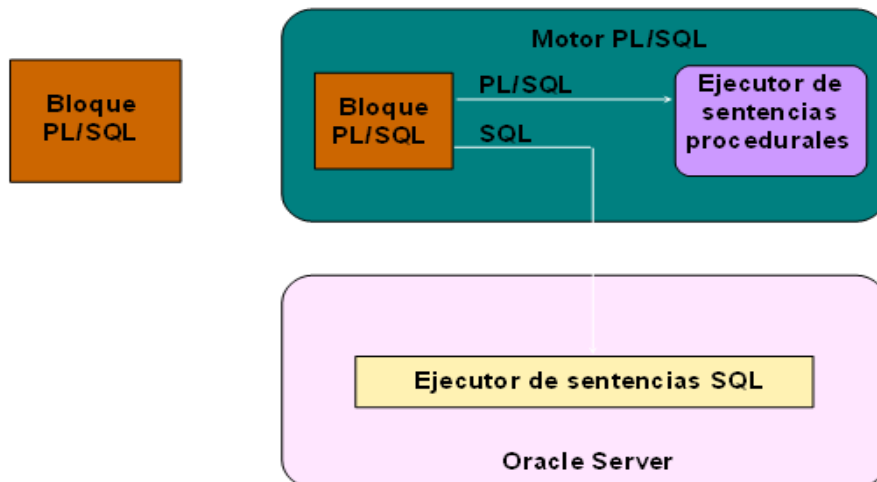 Bloque
PL/SQL
Motor PL/SQL
Bloque
PL/SQL
PL/SQL
SQL
Ejecutor de
sentencias
procedurales
Ejecutor de sentencias SQL
Oracle Server